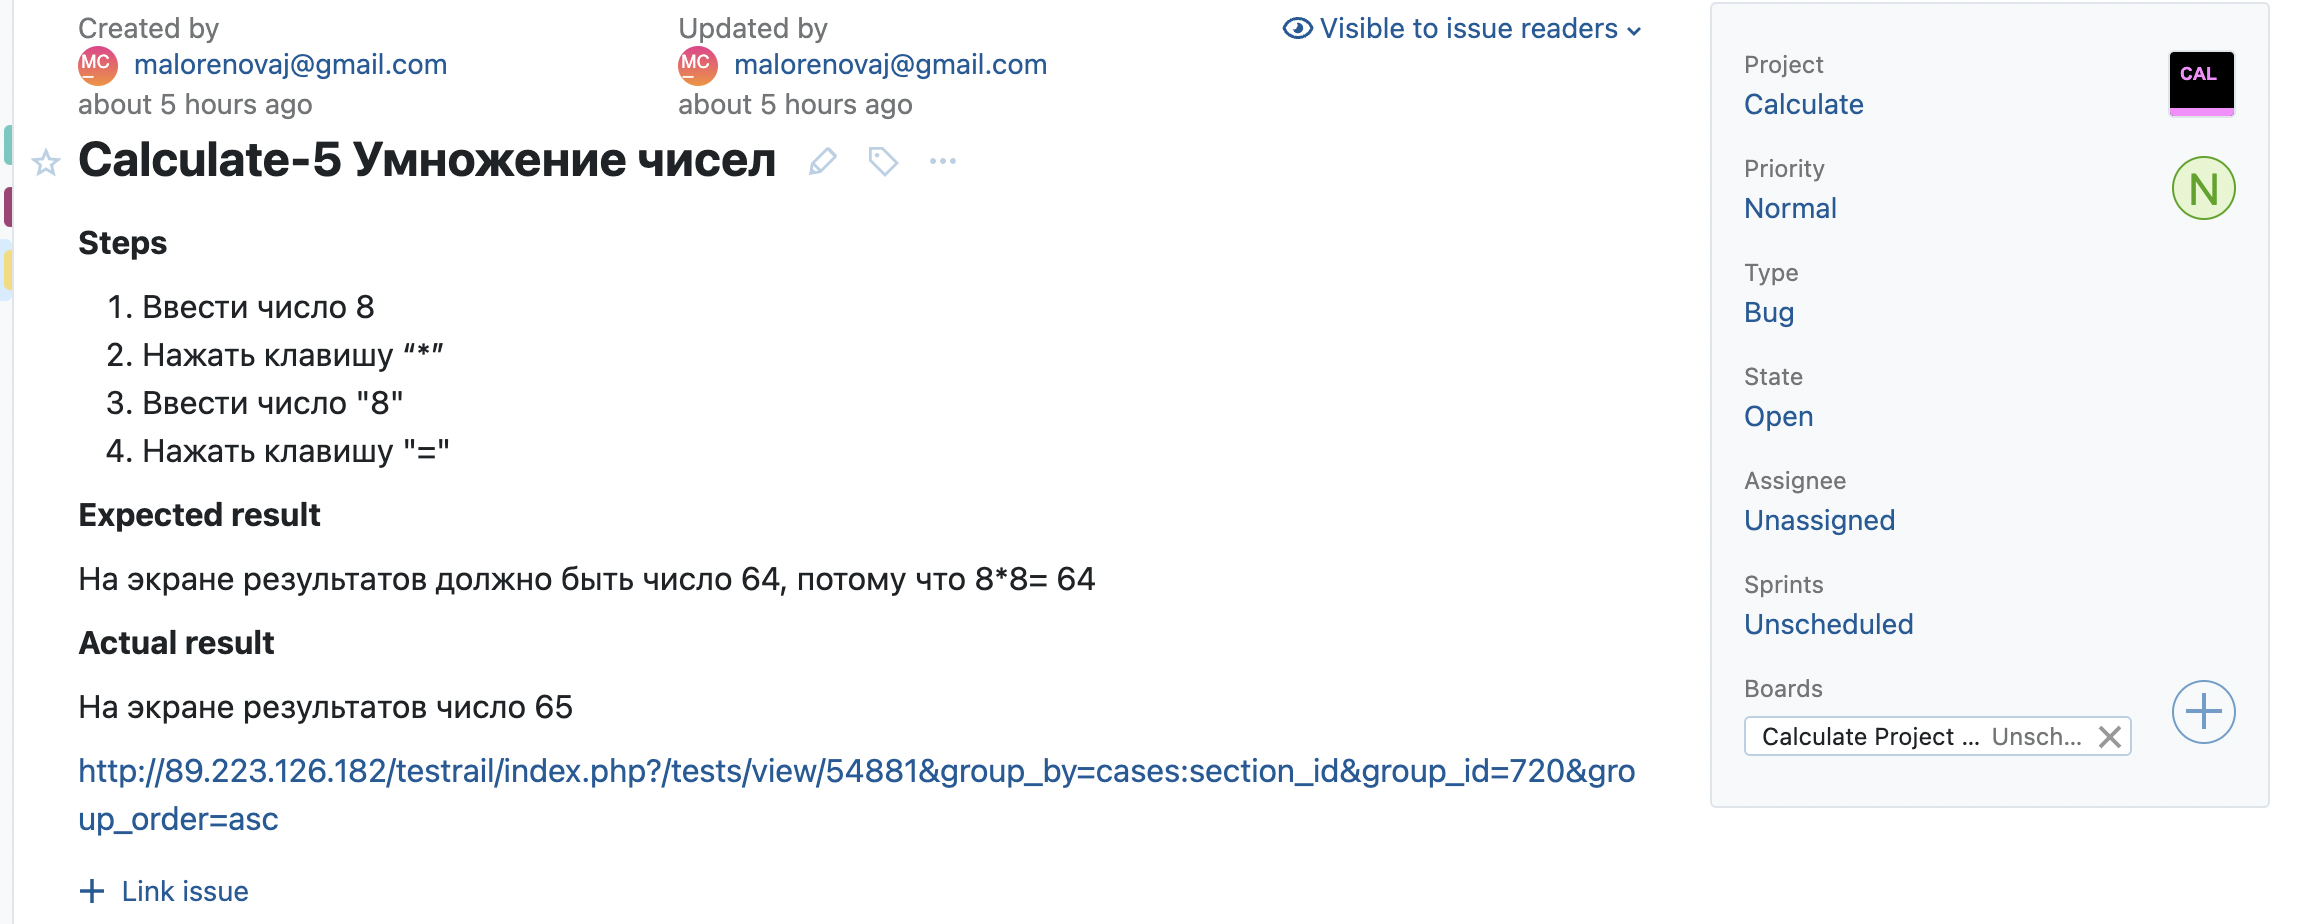 Created by
MC
malorenovaj@gmail.com
about 5 hours ago
Updated by
MC
malorenovaj@gmail.com
about 5 hours ago
Visible to issue readers
Calculate-5 Умножение чисел
Steps
1. Ввести число 8
2. Нажать клавишу “*”
3. Ввести число "8"
4. Нажать клавишу "="
Expected result
На экране результатов должно быть число 64, потому что 8*8= 64
Actual result
На экране результатов число 65
http://89.223.126.182/testrail/index.php?/tests/view/54881&group_by=cases:section_id&group_id=720&gro
up_order=asc
+ Link issue
Project
Calculate
CAL
Priority
Normal
N
Type
Bug
State
Open
Assignee
Unassigned
Sprints
Unscheduled
Boards
Calculate Project ... Unsch...